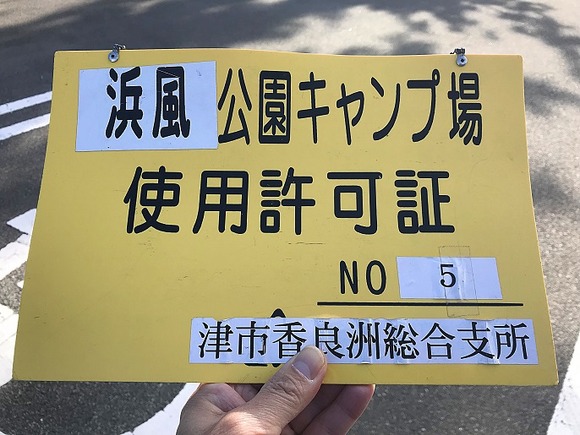 浜風公園キャンプ場
使用許可証
NO 5
津市香良洲総合支所